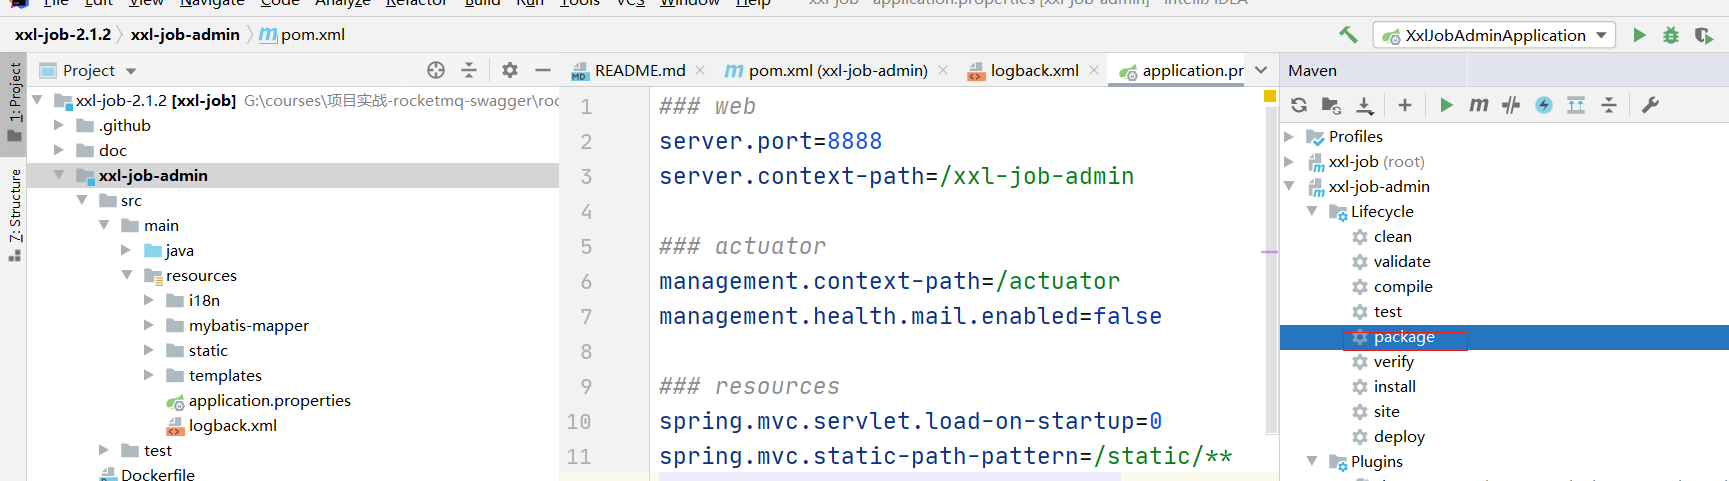 File Edit View Navigate Code Analyze Refactor Build Run Tools VCS Window Help xxl-job - application.properties [xxl-job-admin] - IntelliJ IDEA
xxl-job-2.1.2 xxl-job-admin pom.xml
XxlJobAdminApplication
1: Project
Z: Structure
Project
xxl-job-2.1.2 [xxl-job] G:\courses\项目实战-rocketmq-swagger\roc
.github
doc
xxl-job-admin
src
main
java
resources
i18n
mybatis-mapper
static
templates
application.properties
logback.xml
test
Dockerfile
README.md pom.xml (xxl-job-admin) logback.xml application.pr
1 ### web
2 server.port=8888
3 server.context-path=/xxl-job-admin
4
5 ### actuator
6 management.context-path=/actuator
7 management.health.mail.enabled=false
8
9 ### resources
10 spring.mvc.servlet.load-on-startup=0
11 spring.mvc.static-path-pattern=/static/**
Maven
Profiles
xxl-job (root)
xxl-job-admin
Lifecycle
clean
validate
compile
test
package
verify
install
site
deploy
Plugins